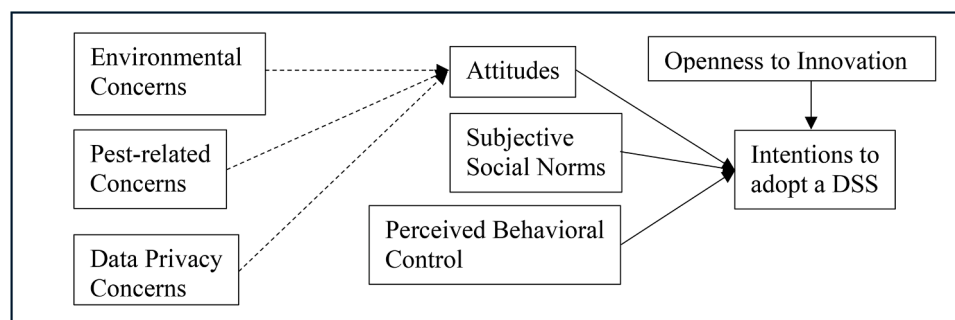 Environmental
Concerns
Pest-related
Concerns
Data Privacy
Concerns
Attitudes
Subjective
Social Norms
Perceived Behavioral
Control
Openness to Innovation
Intentions to
adopt a DSS